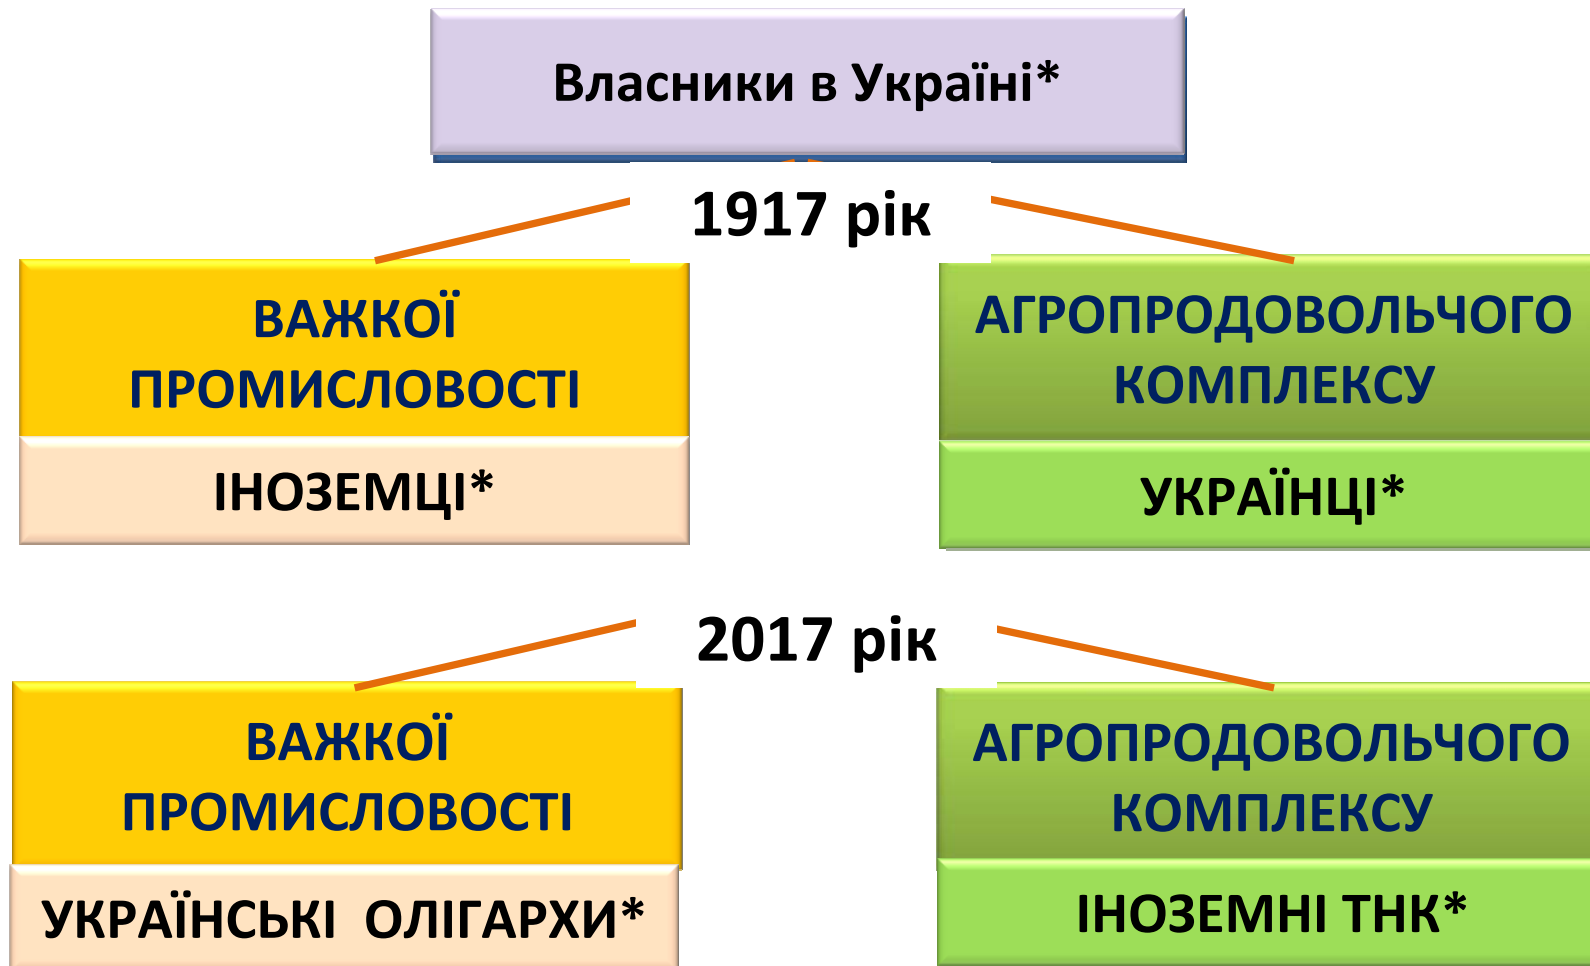 Власники в Україні*
1917 рік
ВАЖКОЇ
ПРОМИСЛОВОСТІ
ІНОЗЕМЦІ*
АГРОПРОДОВОЛЬЧОГО
КОМПЛЕКСУ
УКРАЇНЦІ*
2017 рік
ВАЖКОЇ
ПРОМИСЛОВОСТІ
УКРАЇНСЬКІ ОЛІГАРХИ*
АГРОПРОДОВОЛЬЧОГО
КОМПЛЕКСУ
ІНОЗЕМНІ ТНК*